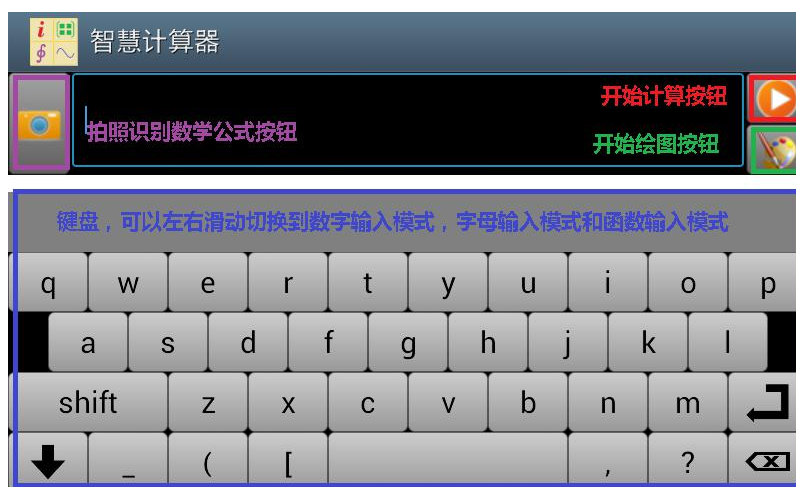 智慧计算器
开始计算按钮
拍照识别数学公式按钮
开始绘图按钮
键盘，可以左右滑动切换到数字输入模式，字母输入模式和函数输入模式
q w e r t y u i o p
a s d f g h j k l
shift z x c v b n m
_ ( [ , ?